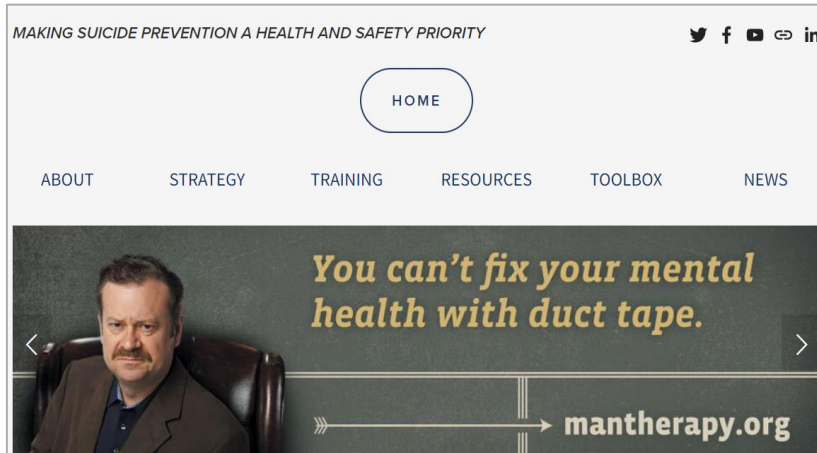 MAKING SUICIDE PREVENTION A HEALTH AND SAFETY PRIORITY
HOME
ABOUT STRATEGY TRAINING RESOURCES TOOLBOX NEWS
You can't fix your mental
health with duct tape.
mantherapy.org